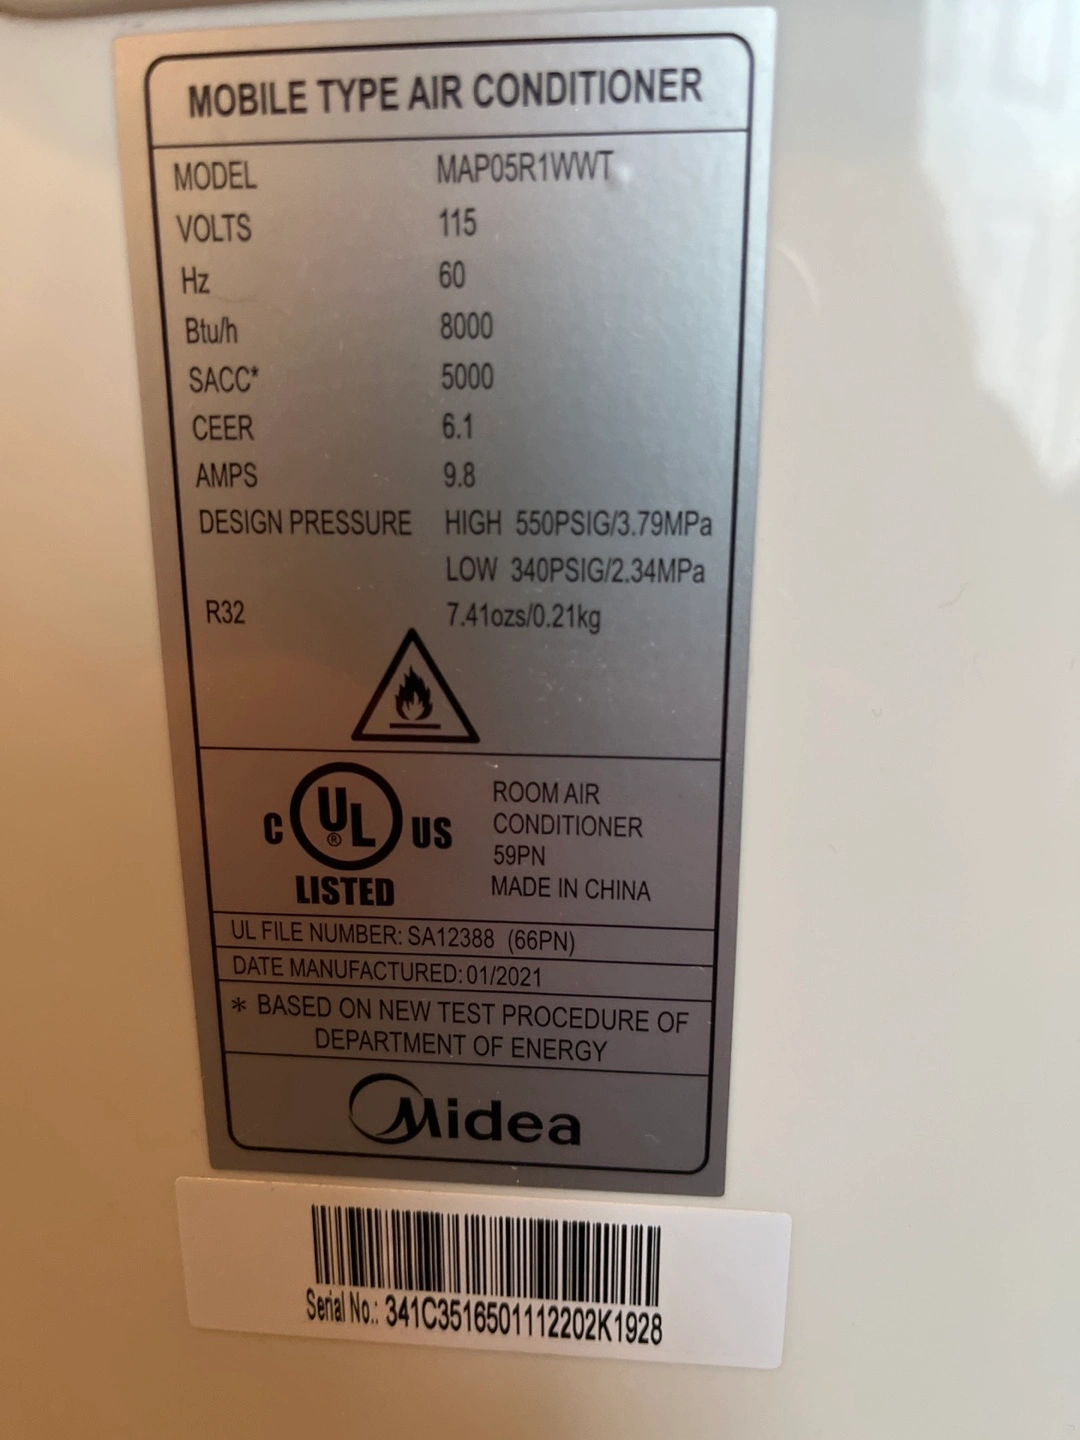 MOBILE TYPE AIR CONDITIONER
MODEL MAP05R1WWT
VOLTS 115
Hz 60
Btu/h 8000
SACC* 5000
CEER 6.1
AMPS 9.8
DESIGN PRESSURE HIGH 550PSIG/3.79MPa
LOW 340PSIG/2.34MPa
R32 7.41ozs/0.21kg
C UL® US
LISTED
ROOM AIR
CONDITIONER
59PN
MADE IN CHINA
UL FILE NUMBER: SA12388 (66PN)
DATE MANUFACTURED: 01/2021
* BASED ON NEW TEST PROCEDURE OF
DEPARTMENT OF ENERGY
Midea
Serial No.: 341C3516501112202K1928